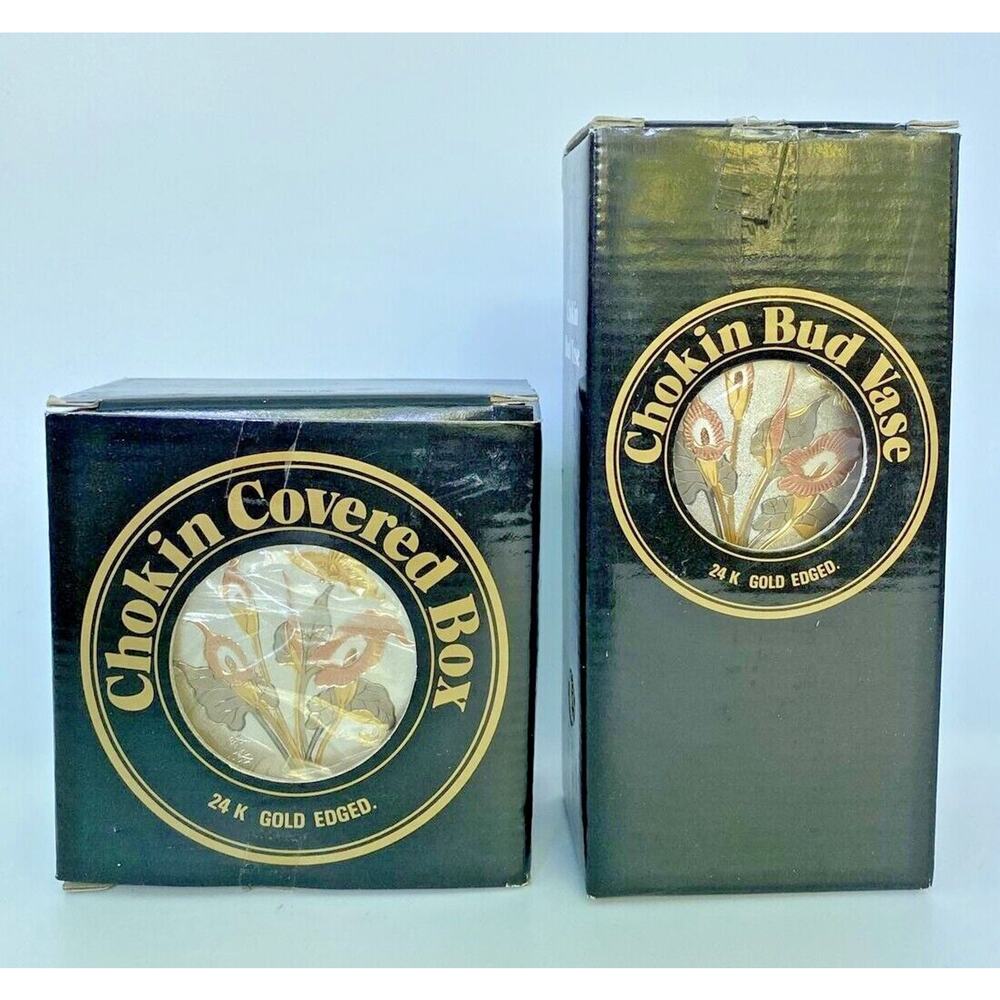 Chokin Covered Box
24 K GOLD EDGED.
Chokin Bud Vase
24 K GOLD EDGED.